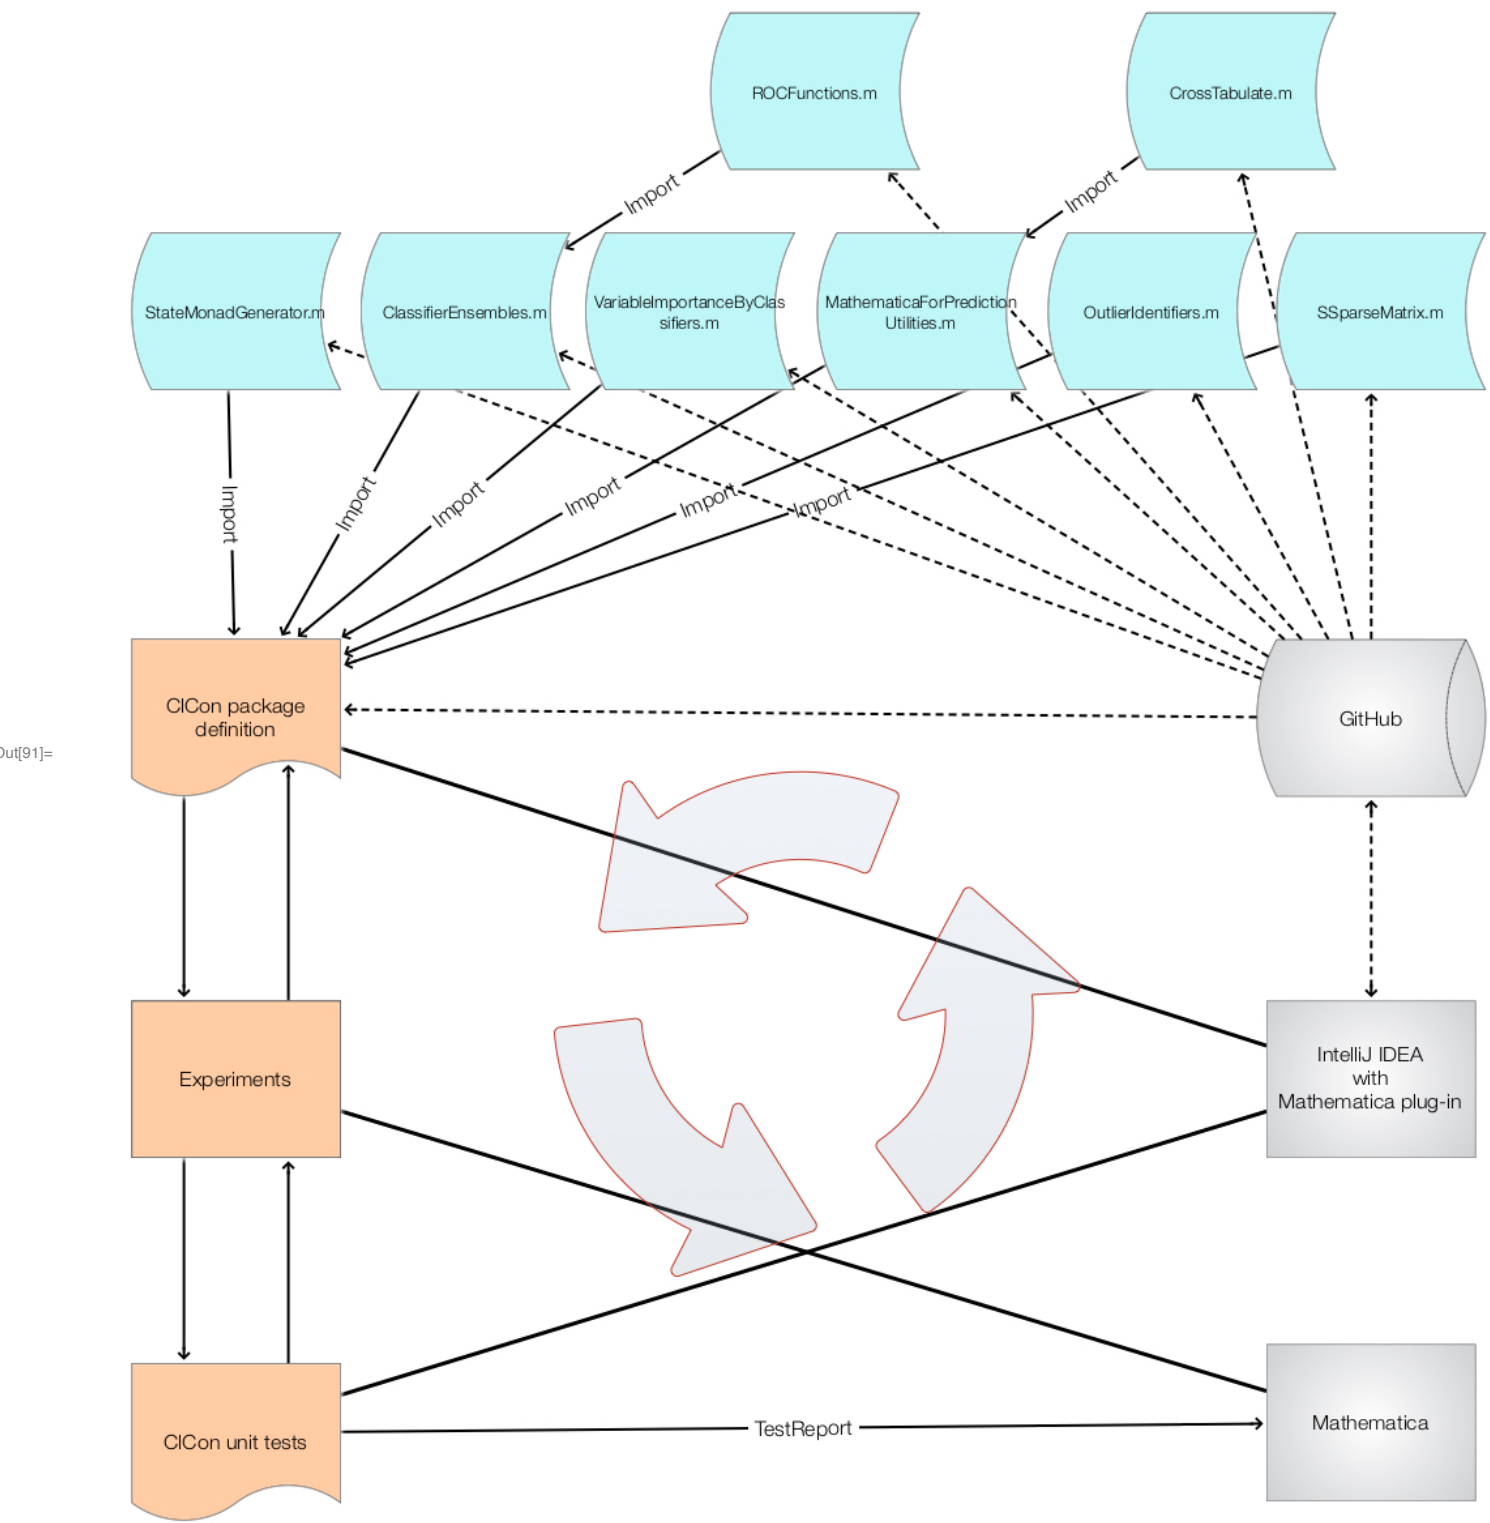 ROCFunctions.m
CrossTabulate.m
Import
Import
StateMonadGenerator.m
ClassifierEnsembles.m
VariableImportanceByClas
sifiers.m
MathematicaForPrediction
Utilities.m
OutlierIdentifiers.m
SSparseMatrix.m
Import
Import
Import
Import
Import
Import
ClCon package
definition
GitHub
Out[91]=
Experiments
IntelliJ IDEA
with
Mathematica plug-in
ClCon unit tests
TestReport
Mathematica